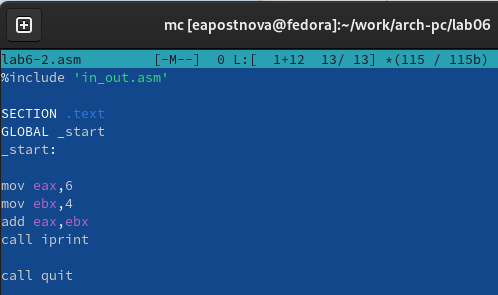 mc [eapostnova@fedora]:~/work/arch-pc/lab06
lab6-2.asm [-M--] 0 L:[ 1+12 13/ 13] *(115 / 115b)
%include 'in_out.asm'
SECTION .text
GLOBAL _start
_start:
mov eax,6
mov ebx,4
add eax,ebx
call iprint
call quit